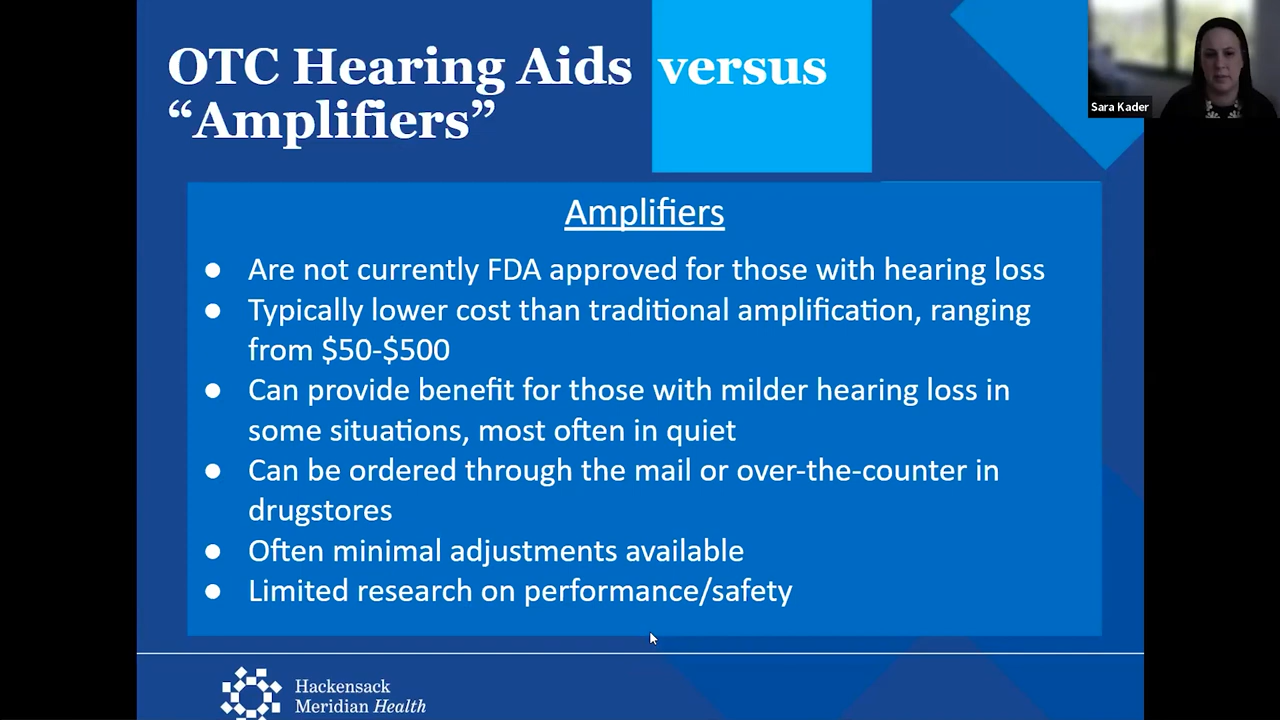 OTC Hearing Aids versus
“Amplifiers”
Sara Kader
Amplifiers
● Are not currently FDA approved for those with hearing loss
● Typically lower cost than traditional amplification, ranging
from $50-$500
● Can provide benefit for those with milder hearing loss in
some situations, most often in quiet
● Can be ordered through the mail or over-the-counter in
drugstores
● Often minimal adjustments available
● Limited research on performance/safety
Hackensack
Meridian Health